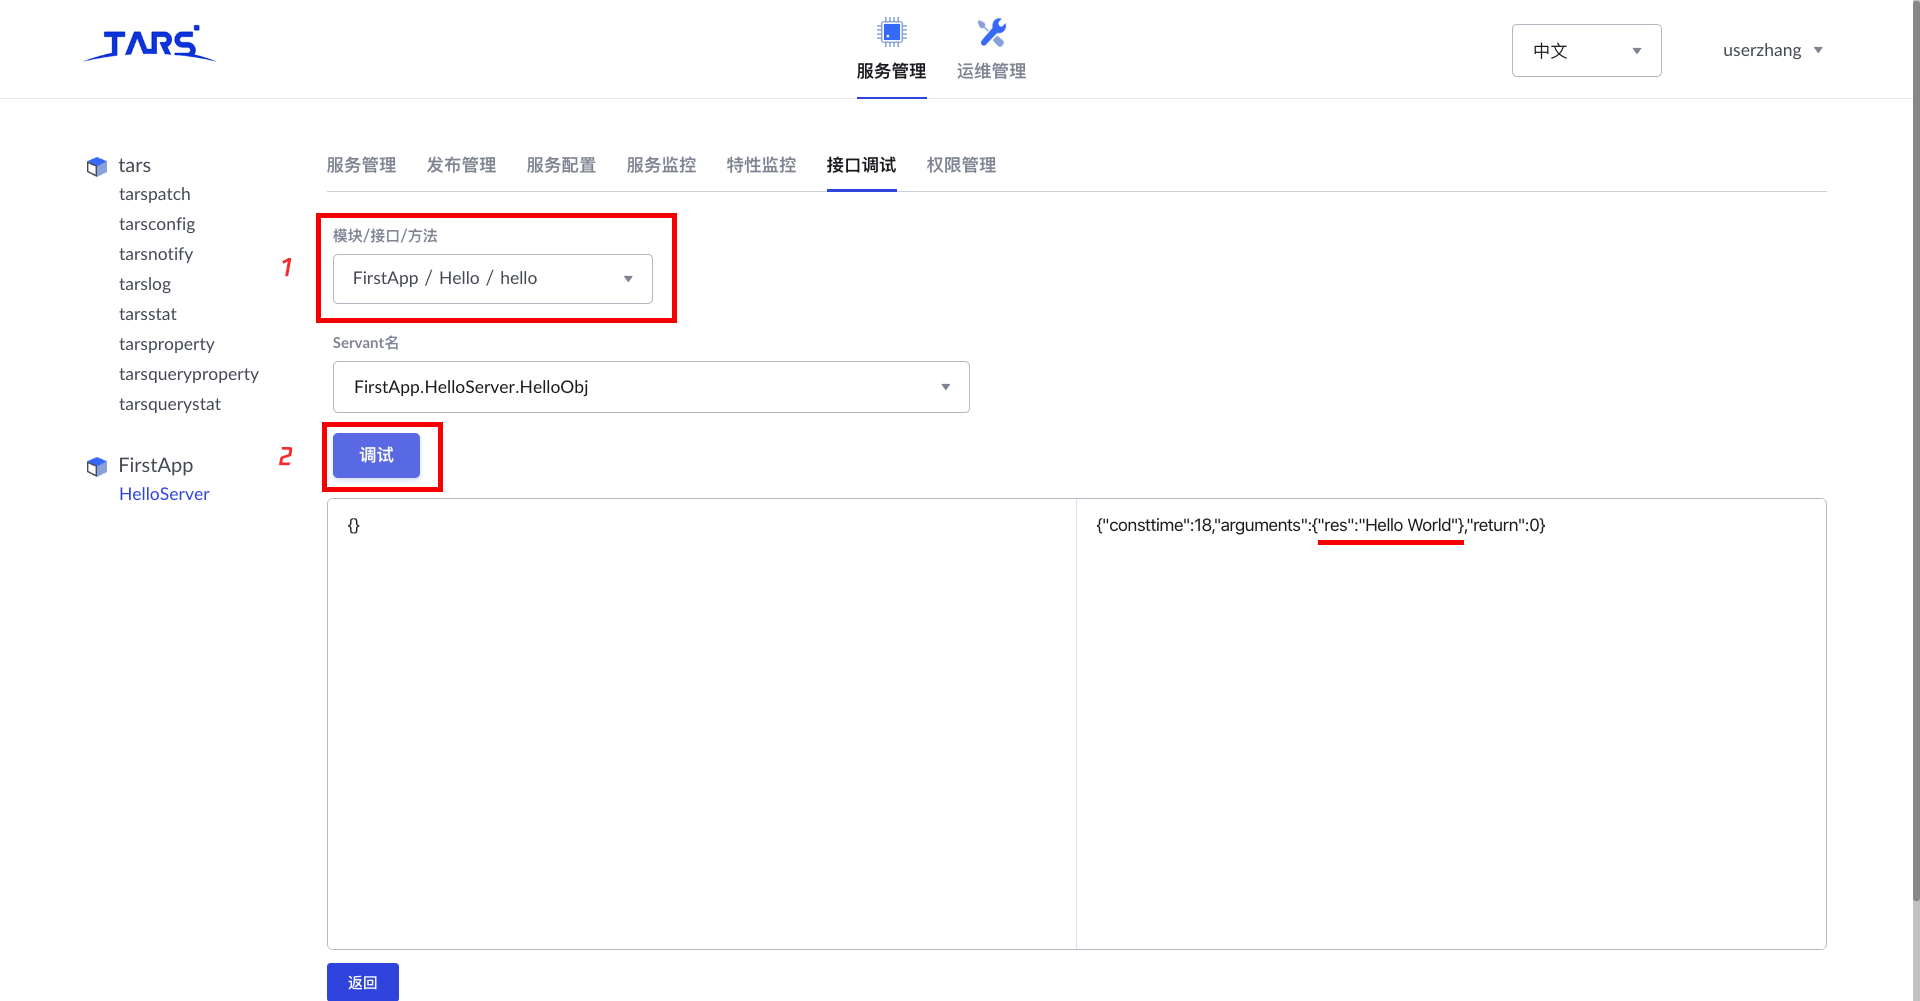 TARS
服务管理
运维管理
中文
userzhang
tars
tarspatch
tarsconfig
tarsnotify
tarslog
tarsstat
tarsproperty
tarsqueryproperty
tarsquerystat
FirstApp
HelloServer
服务管理 发布管理 服务配置 服务监控 特性监控 接口调试 权限管理
1
模块/接口/方法
FirstApp / Hello / hello
Servant名
FirstApp.HelloServer.HelloObj
2
调试
{}
{"consttime":18,"arguments":{"res":"Hello World"},"return":0}
返回